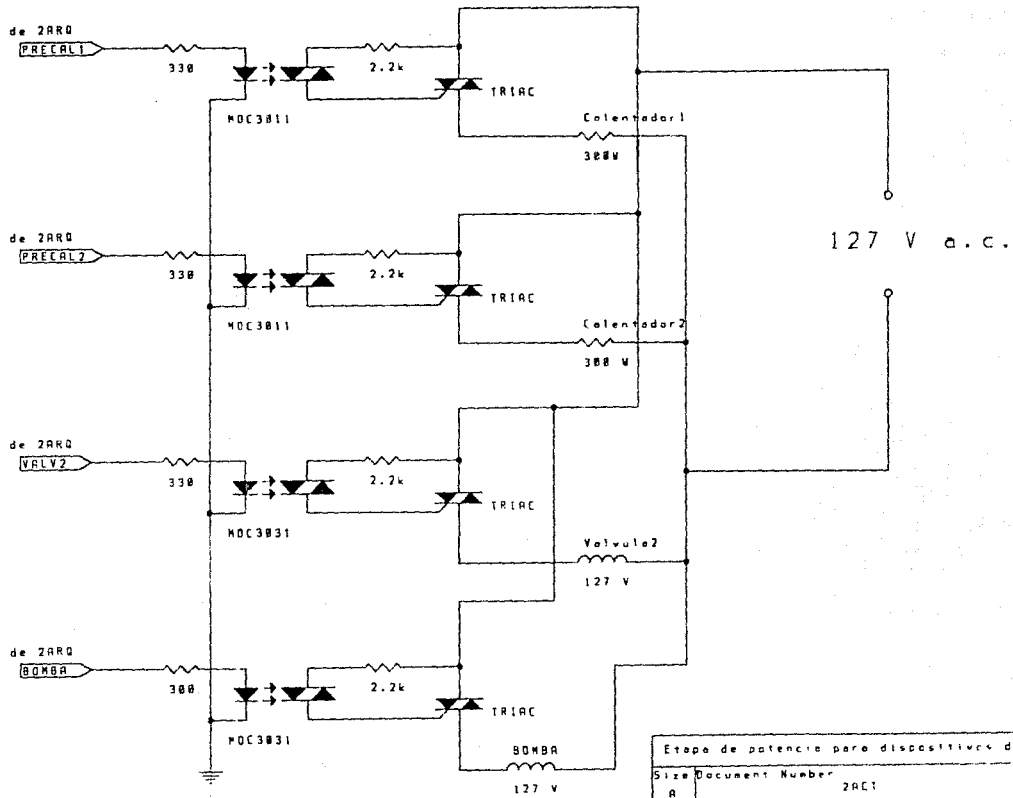 de 2ARQ
PRECAL1
330
MOC3011
2.2k
TRIAC
Calentador1
300W
127 V a.c.
de 2ARQ
PRECAL2
330
MOC3011
2.2k
TRIAC
Calentador2
300 W
de 2ARQ
VALV2
330
MOC3031
2.2k
TRIAC
Valvula2
127 V
de 2ARQ
BOMBA
300
MOC3031
2.2k
TRIAC
BOMBA
127 V
Etapa de potencia para dispositivos d
Size Document Number
A 2ACT